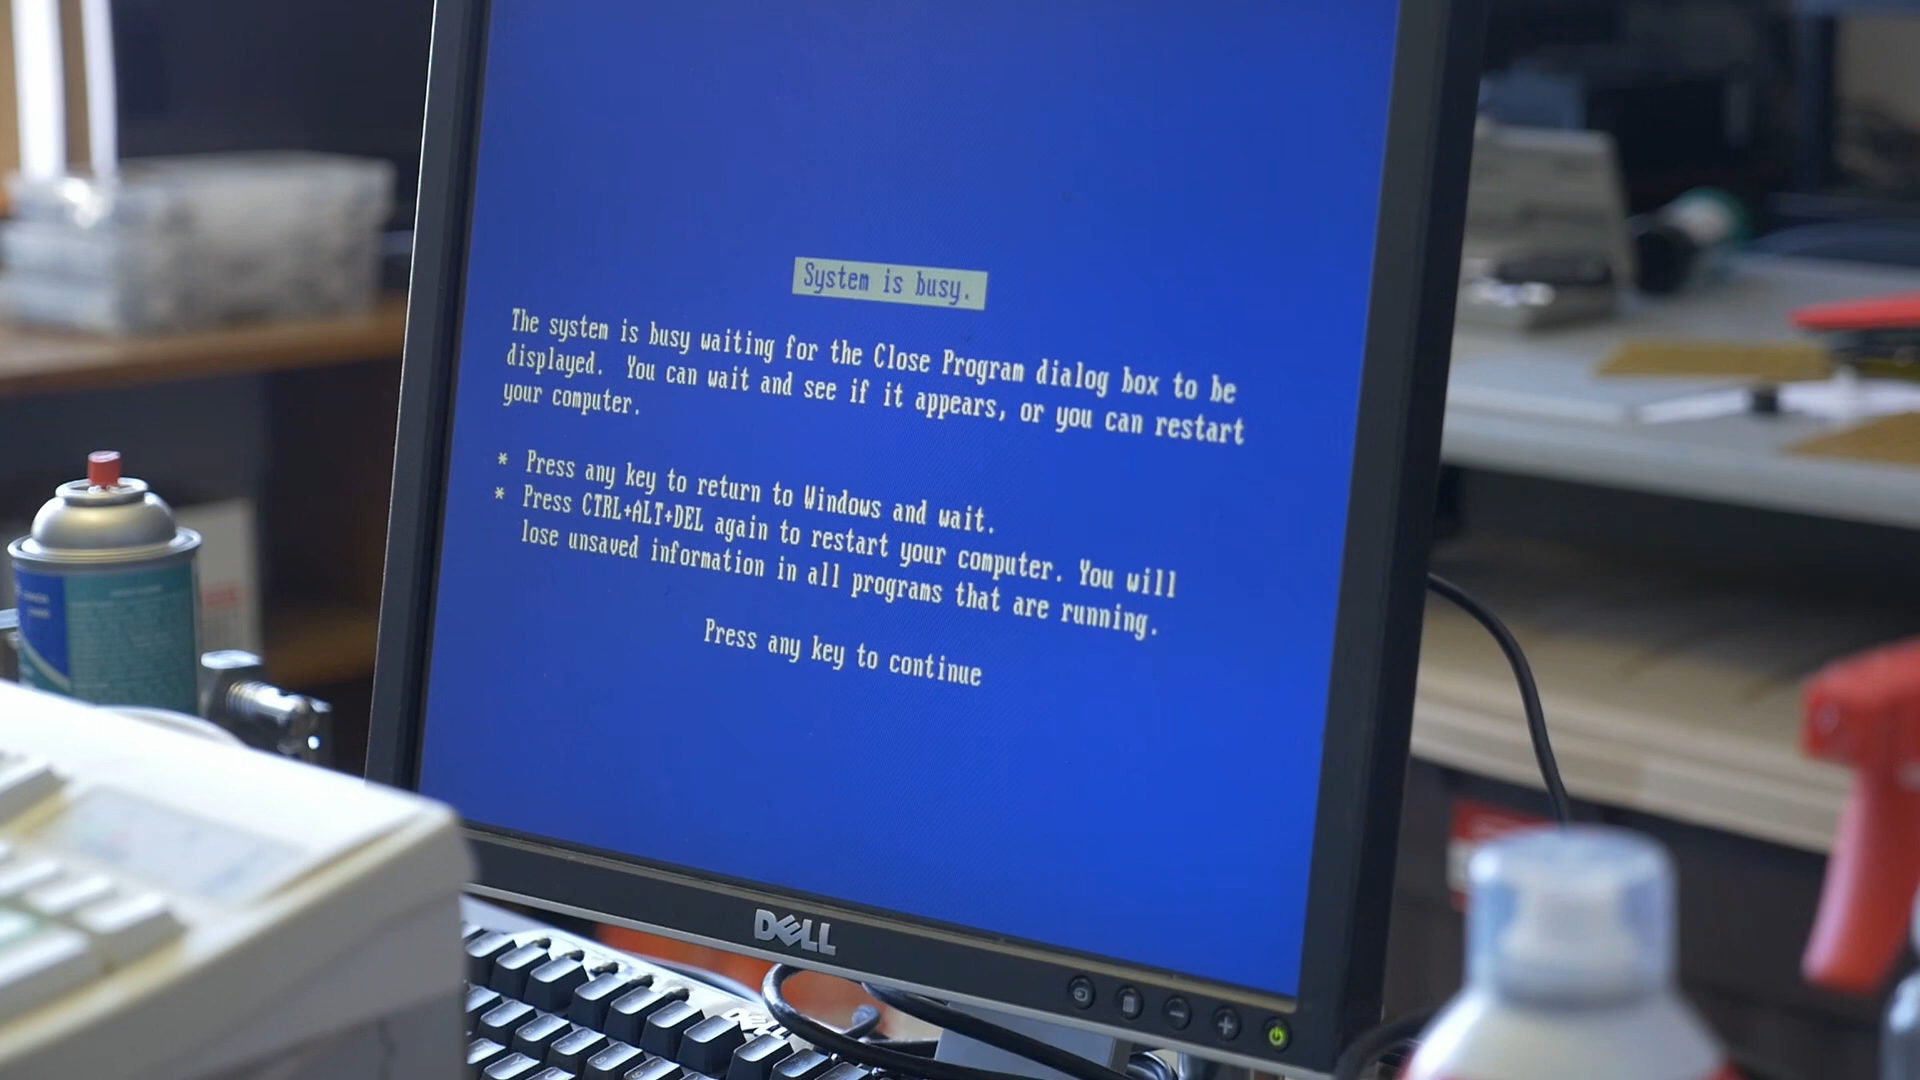 System is busy.
The system is busy waiting for the Close Program dialog box to be
displayed.  You can wait and see if it appears, or you can restart
your computer.
*  Press any key to return to Windows and wait.
*  Press CTRL+ALT+DEL again to restart your computer. You will
lose unsaved information in all programs that are running.
Press any key to continue
DELL
DELL